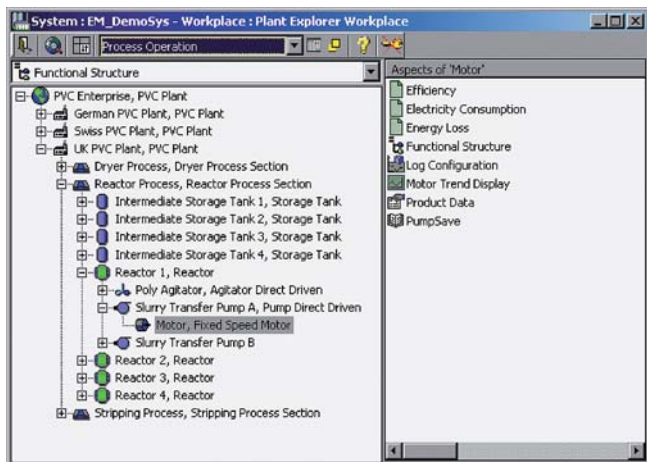 System : EM_DemoSys - Workplace : Plant Explorer Workplace
Process Operation
Functional Structure
PVC Enterprise, PVC Plant
German PVC Plant, PVC Plant
Swiss PVC Plant, PVC Plant
UK PVC Plant, PVC Plant
Dryer Process, Dryer Process Section
Reactor Process, Reactor Process Section
Intermediate Storage Tank 1, Storage Tank
Intermediate Storage Tank 2, Storage Tank
Intermediate Storage Tank 3, Storage Tank
Intermediate Storage Tank 4, Storage Tank
Reactor 1, Reactor
Poly Agitator, Agitator Direct Driven
Slurry Transfer Pump A, Pump Direct Driven
Motor, Fixed Speed Motor
Slurry Transfer Pump B
Reactor 2, Reactor
Reactor 3, Reactor
Reactor 4, Reactor
Stripping Process, Stripping Process Section
Aspects of 'Motor'
Efficiency
Electricity Consumption
Energy Loss
Functional Structure
Log Configuration
Motor Trend Display
Product Data
PumpSave